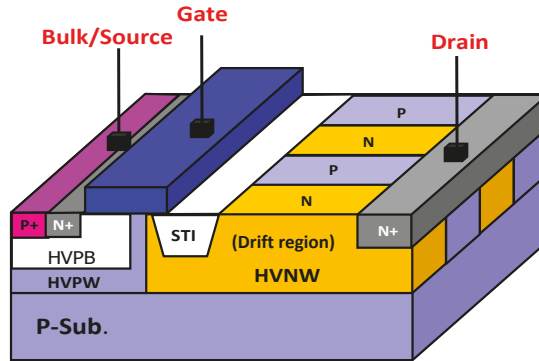 Gate
Bulk/Source
Drain
P
N
P
N
P+
N+
STI
(Drift region)
N+
HVPB
HVNW
HVPW
P-Sub.